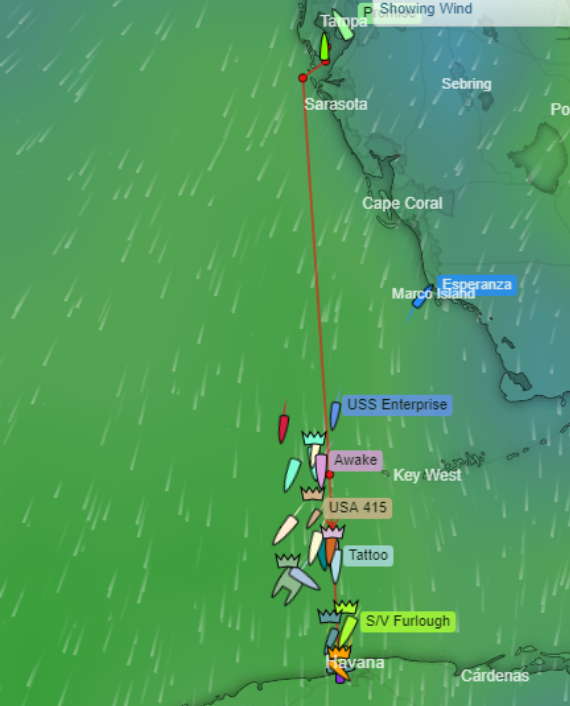 Showing Wind
Tampa
Sebring
Sarasota
Po
Cape Coral
Esperanza
Marco Island
USS Enterprise
Awake
Key West
USA 415
Tattoo
S/V Furlough
Havana
Cárdenas